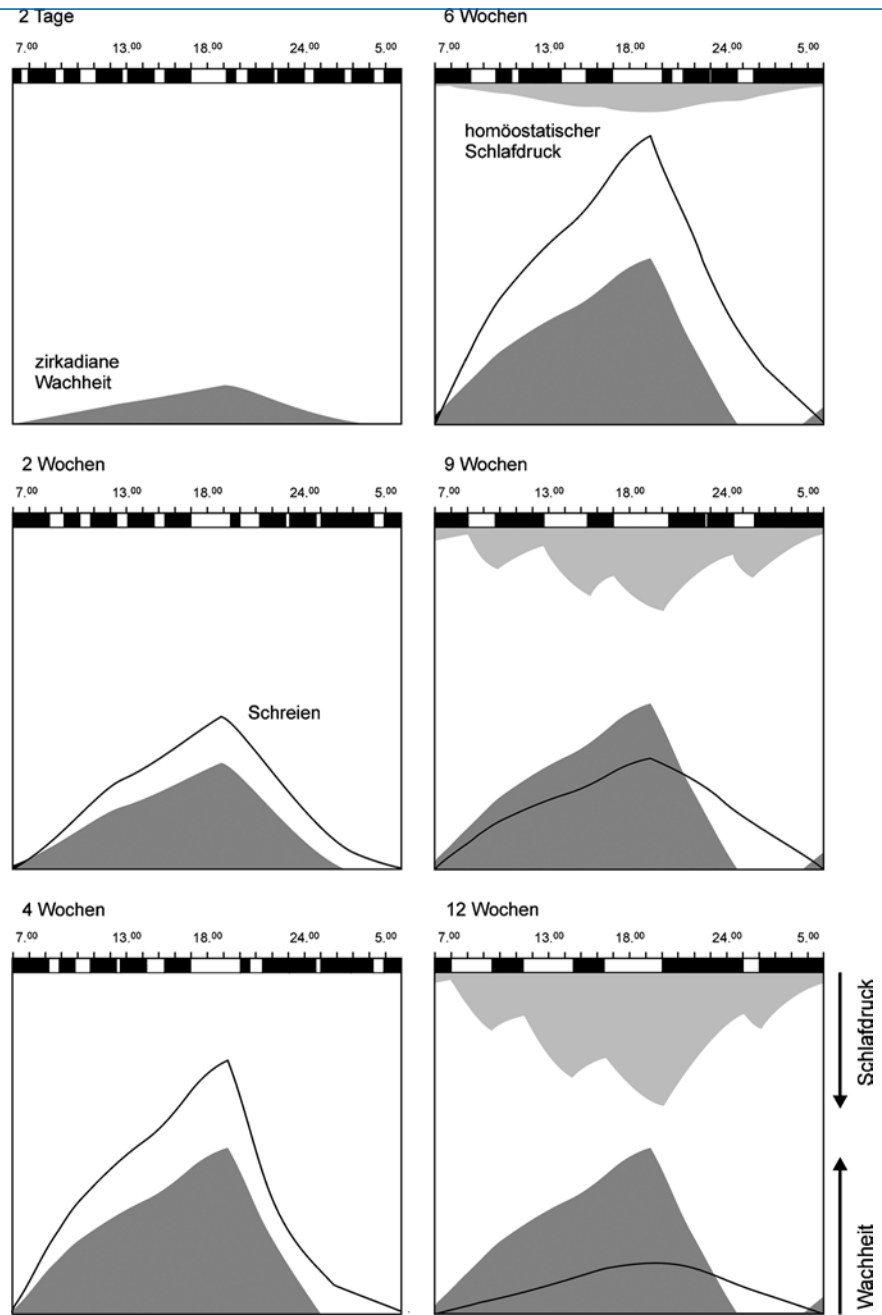 2 Tage
7.00 13.00 18.00 24.00 5.00
zirkadiane
Wachheit
2 Wochen
7.00 13.00 18.00 24.00 5.00
Schreien
4 Wochen
7.00 13.00 18.00 24.00 5.00
6 Wochen
7.00 13.00 18.00 24.00 5.00
homöostatischer
Schlafdruck
9 Wochen
7.00 13.00 18.00 24.00 5.00
12 Wochen
7.00 13.00 18.00 24.00 5.00
Schlafdruck
Wachheit